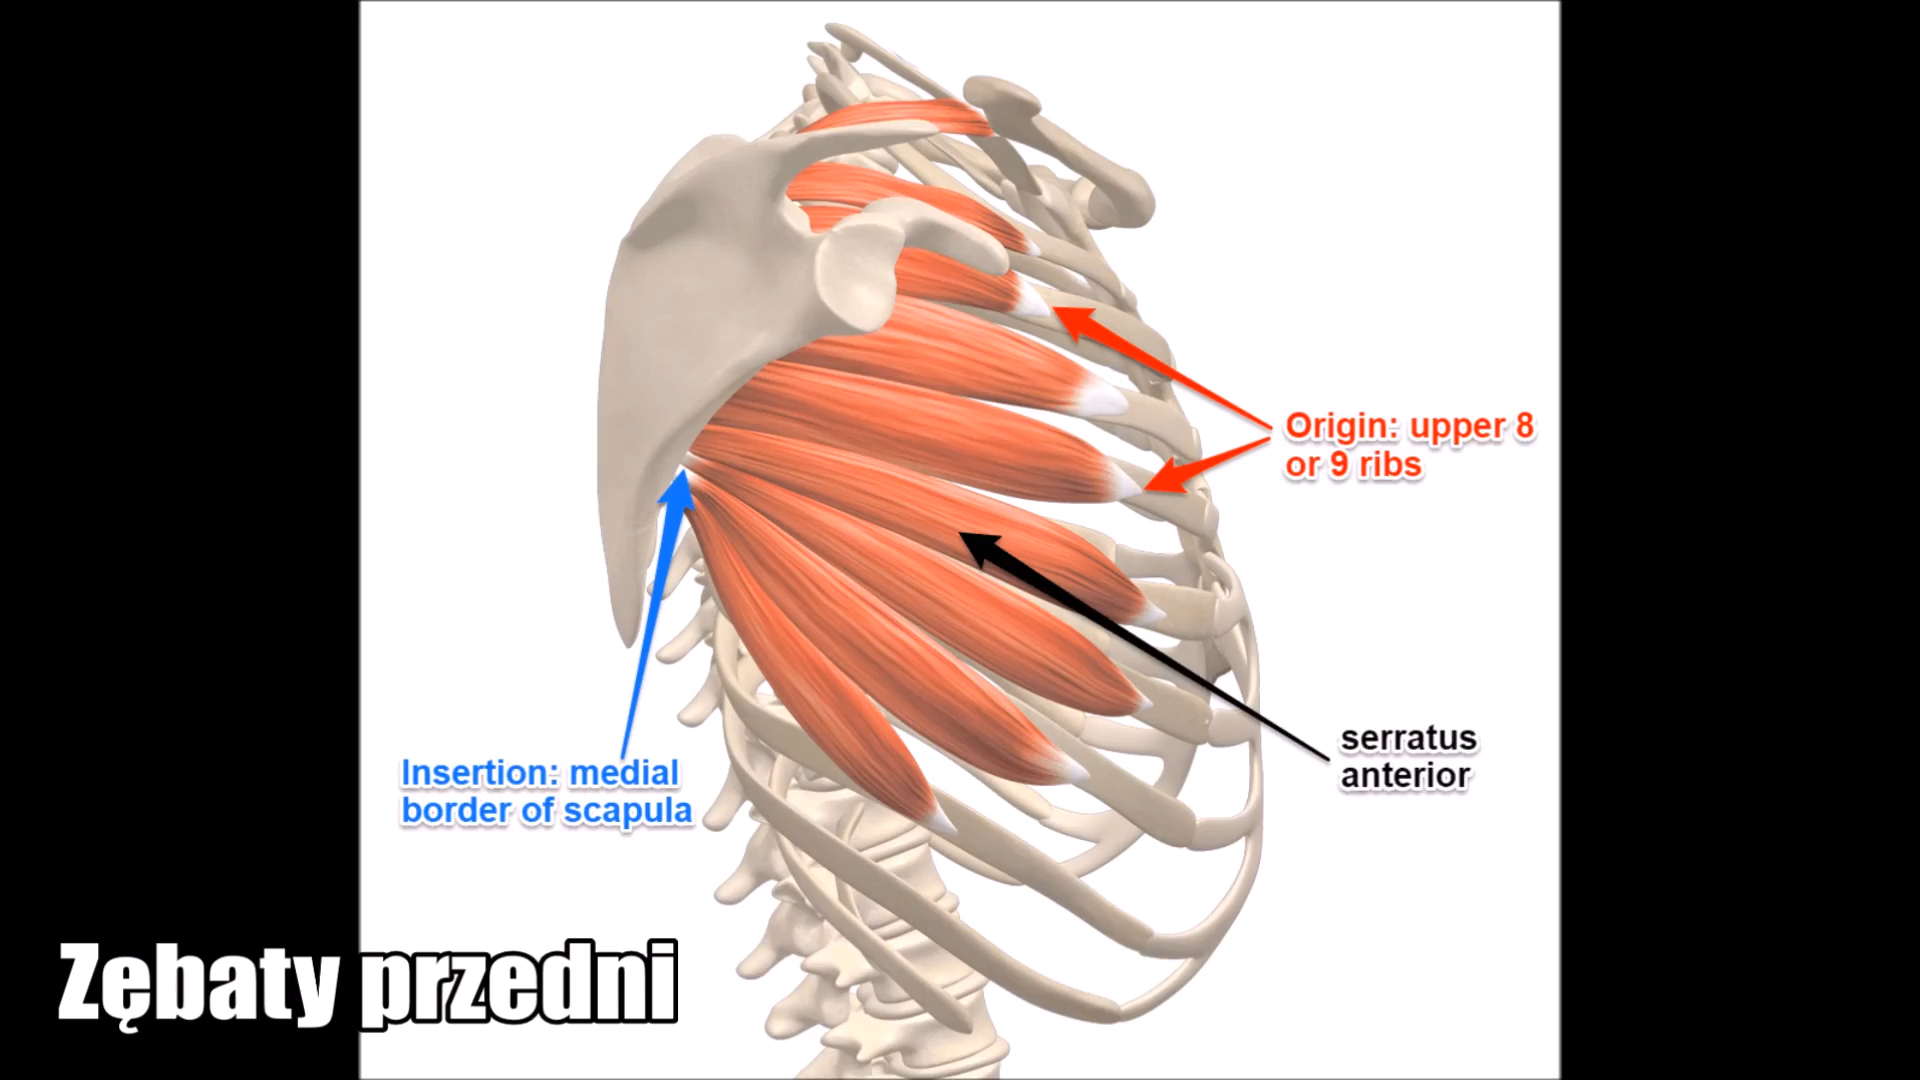 Origin: upper 8
or 9 ribs
serratus
anterior
Insertion: medial
border of scapula
Zębaty przedni